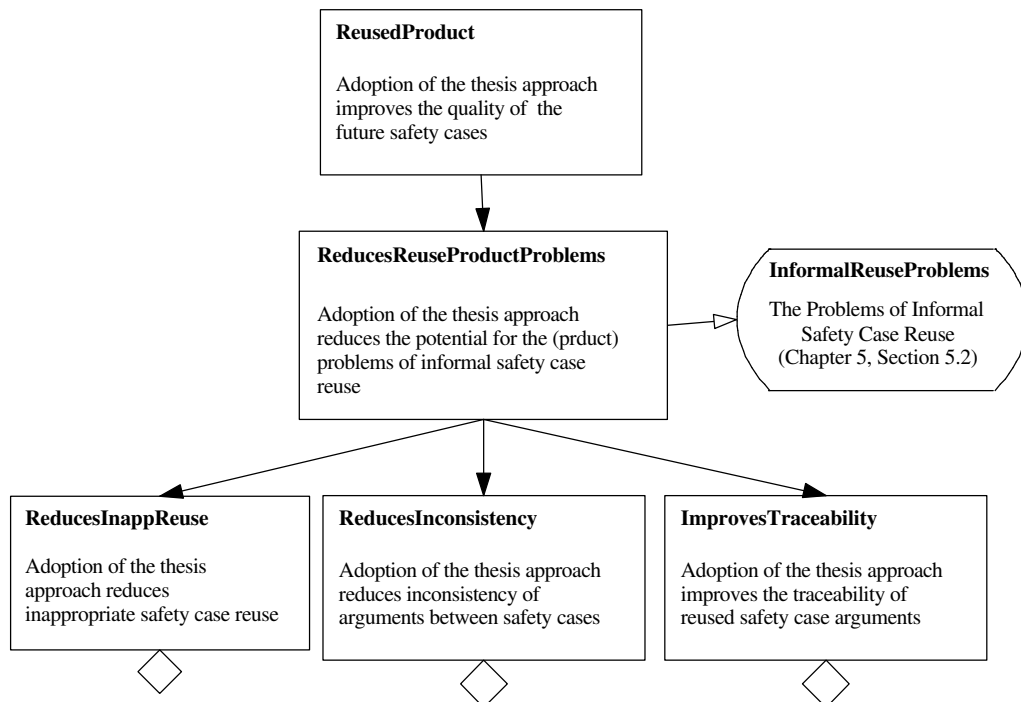 ReusedProduct
Adoption of the thesis approach
improves the quality of the
future safety cases
ReducesReuseProductProblems
Adoption of the thesis approach
reduces the potential for the (prduct)
problems of informal safety case
reuse
InformalReuseProblems
The Problems of Informal
Safety Case Reuse
(Chapter 5, Section 5.2)
ReducesInappReuse
Adoption of the thesis
approach reduces
inappropriate safety case reuse
ReducesInconsistency
Adoption of the thesis approach
reduces inconsistency of
arguments between safety cases
ImprovesTraceability
Adoption of the thesis approach
improves the traceability of
reused safety case arguments